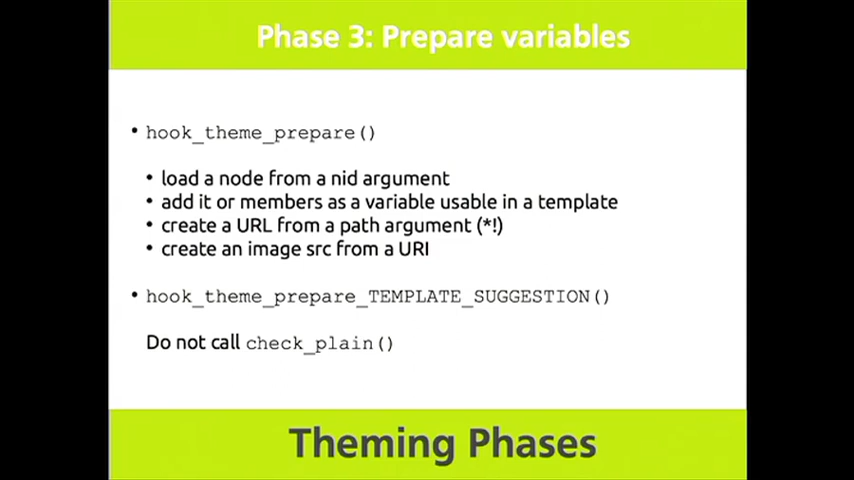 Phase 3: Prepare variables
• hook_theme_prepare()
• load a node from a nid argument
• add it or members as a variable usable in a template
• create a URL from a path argument (*!)
• create an image src from a URI
• hook_theme_prepare_TEMPLATE_SUGGESTION()
Do not call check_plain()
Theming Phases